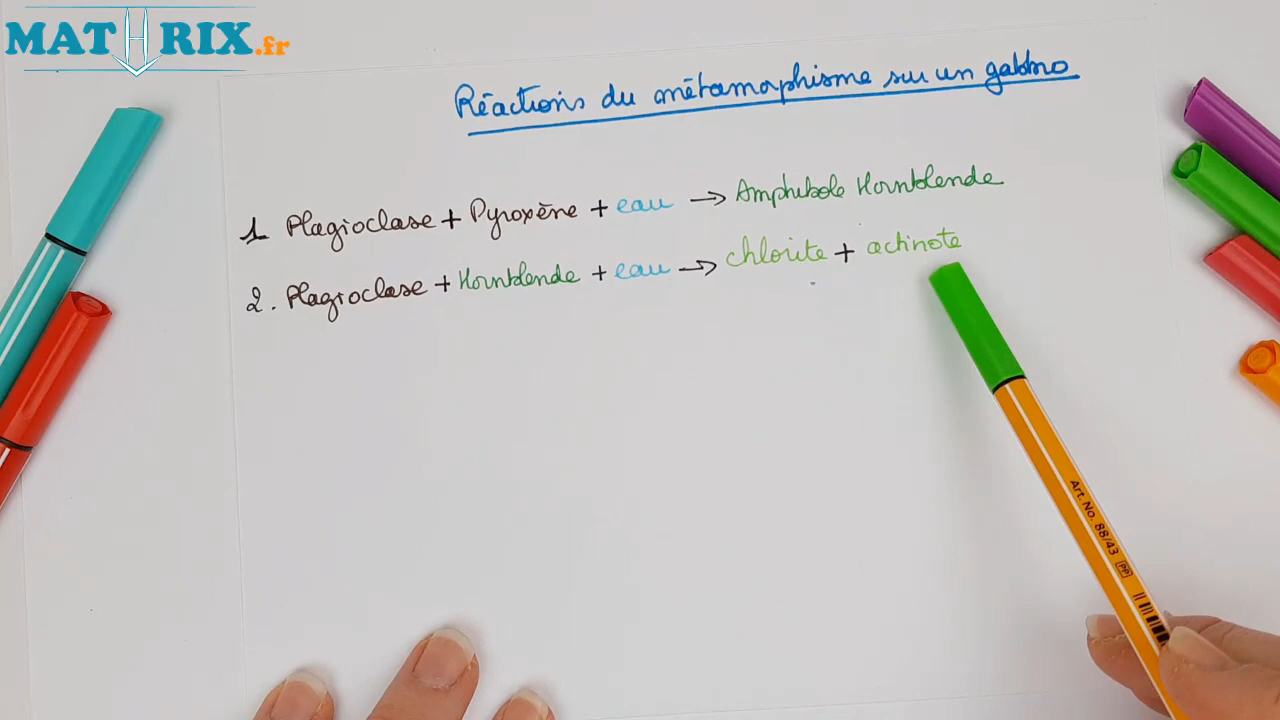 MATHRIX.fr
Réactions du métamorphisme sur un gabbro
1. Plagioclase + Pyroxène + eau → Amphibole Hornblende
2. Plagioclase + Hornblende + eau → chlorite + actinote
Art. No. 88/43 PP